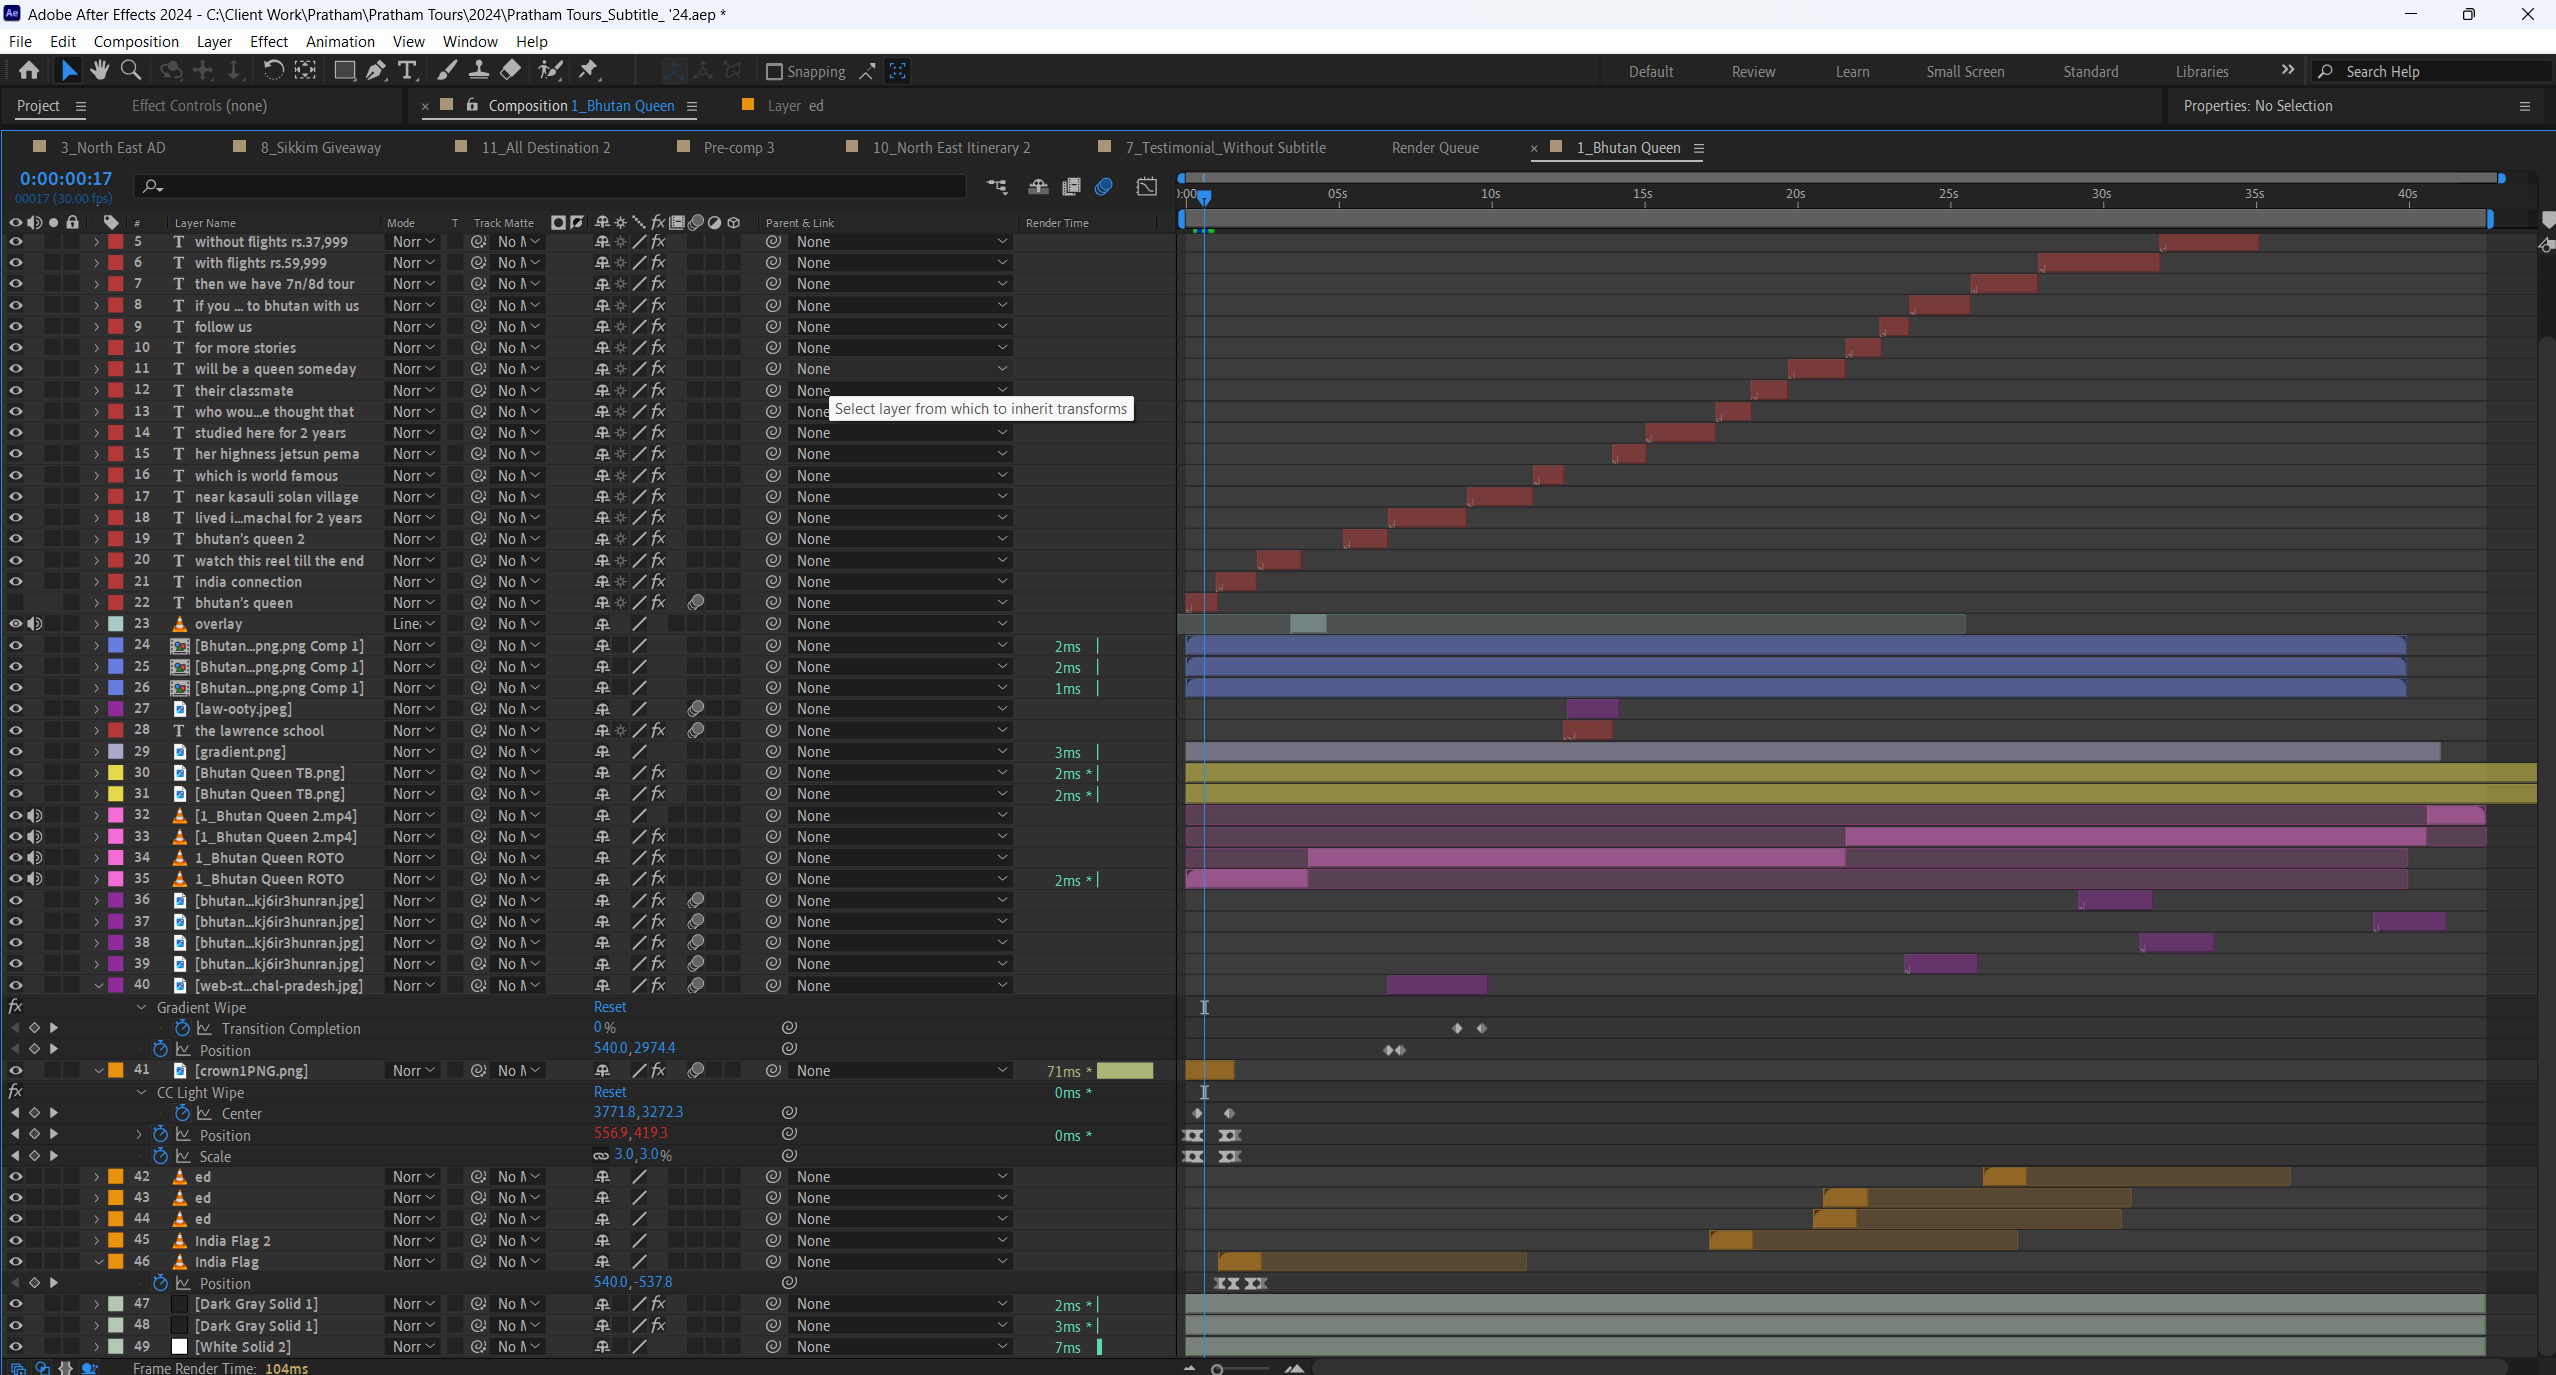 Adobe After Effects 2024 - C:\Client Work\Pratham\Pratham Tours\2024\Pratham Tours_Subtitle_ '24.aep *
File Edit Composition Layer Effect Animation View Window Help
Snapping Default Review Learn Small Screen Standard Libraries Search Help
Project Effect Controls (none) Composition 1_Bhutan Queen Layer ed Properties: No Selection
3_North East AD 8_Sikkim Giveaway 11_All Destination 2 Pre-comp 3 10_North East Itinerary 2 7_Testimonial_Without Subtitle Render Queue 1_Bhutan Queen
0:00:00:17
00017 (30.00 fps)
05s 10s 15s 20s 25s 30s 35s 40s
# Layer Name Mode T Track Matte Parent & Link Render Time
5 T without flights rs.37,999 Norr No None
6 T with flights rs.59,999 Norr No None
7 T then we have 7n/8d tour Norr No None
8 T if you ... to bhutan with us Norr No None
9 T follow us Norr No None
10 T for more stories Norr No None
11 T will be a queen someday Norr No None
12 T their classmate Norr No None
13 T who wou...e thought that Norr No None
Select layer from which to inherit transforms
14 T studied here for 2 years Norr No None
15 T her highness jetsun pema Norr No None
16 T which is world famous Norr No None
17 T near kasauli solan village Norr No None
18 T lived i...machal for 2 years Norr No None
19 T bhutan's queen 2 Norr No None
20 T watch this reel till the end Norr No None
21 T india connection Norr No None
22 T bhutan's queen Norr No None
23 overlay Line No None
24 [Bhutan...png.png Comp 1] Norr No None 2ms
25 [Bhutan...png.png Comp 1] Norr No None 2ms
26 [Bhutan...png.png Comp 1] Norr No None 1ms
27 [law-ooty.jpeg] Norr No None
28 T the lawrence school Norr No None
29 [gradient.png] Norr No None 3ms
30 [Bhutan Queen TB.png] Norr No None 2ms *
31 [Bhutan Queen TB.png] Norr No None 2ms *
32 [1_Bhutan Queen 2.mp4] Norr No None
33 [1_Bhutan Queen 2.mp4] Norr No None
34 1_Bhutan Queen ROTO Norr No None
35 1_Bhutan Queen ROTO Norr No None 2ms *
36 [bhutan...kj6ir3hunran.jpg] Norr No None
37 [bhutan...kj6ir3hunran.jpg] Norr No None
38 [bhutan...kj6ir3hunran.jpg] Norr No None
39 [bhutan...kj6ir3hunran.jpg] Norr No None
40 [web-st...chal-pradesh.jpg] Norr No None
fx Gradient Wipe Reset
Transition Completion 0%
Position 540.0,2974.4
41 [crown1PNG.png] Norr No None 71ms *
fx CC Light Wipe Reset 0ms *
Center 3771.8,3272.3
Position 556.9,419.3 0ms *
Scale 3.0,3.0%
42 ed Norr No None
43 ed Norr No None
44 ed Norr No None
45 India Flag 2 Norr No None
46 India Flag Norr No None
Position 540.0,-537.8
47 [Dark Gray Solid 1] Norr No None 2ms *
48 [Dark Gray Solid 1] Norr No None 3ms *
49 [White Solid 2] Norr No None 7ms
Frame Render Time: 104ms